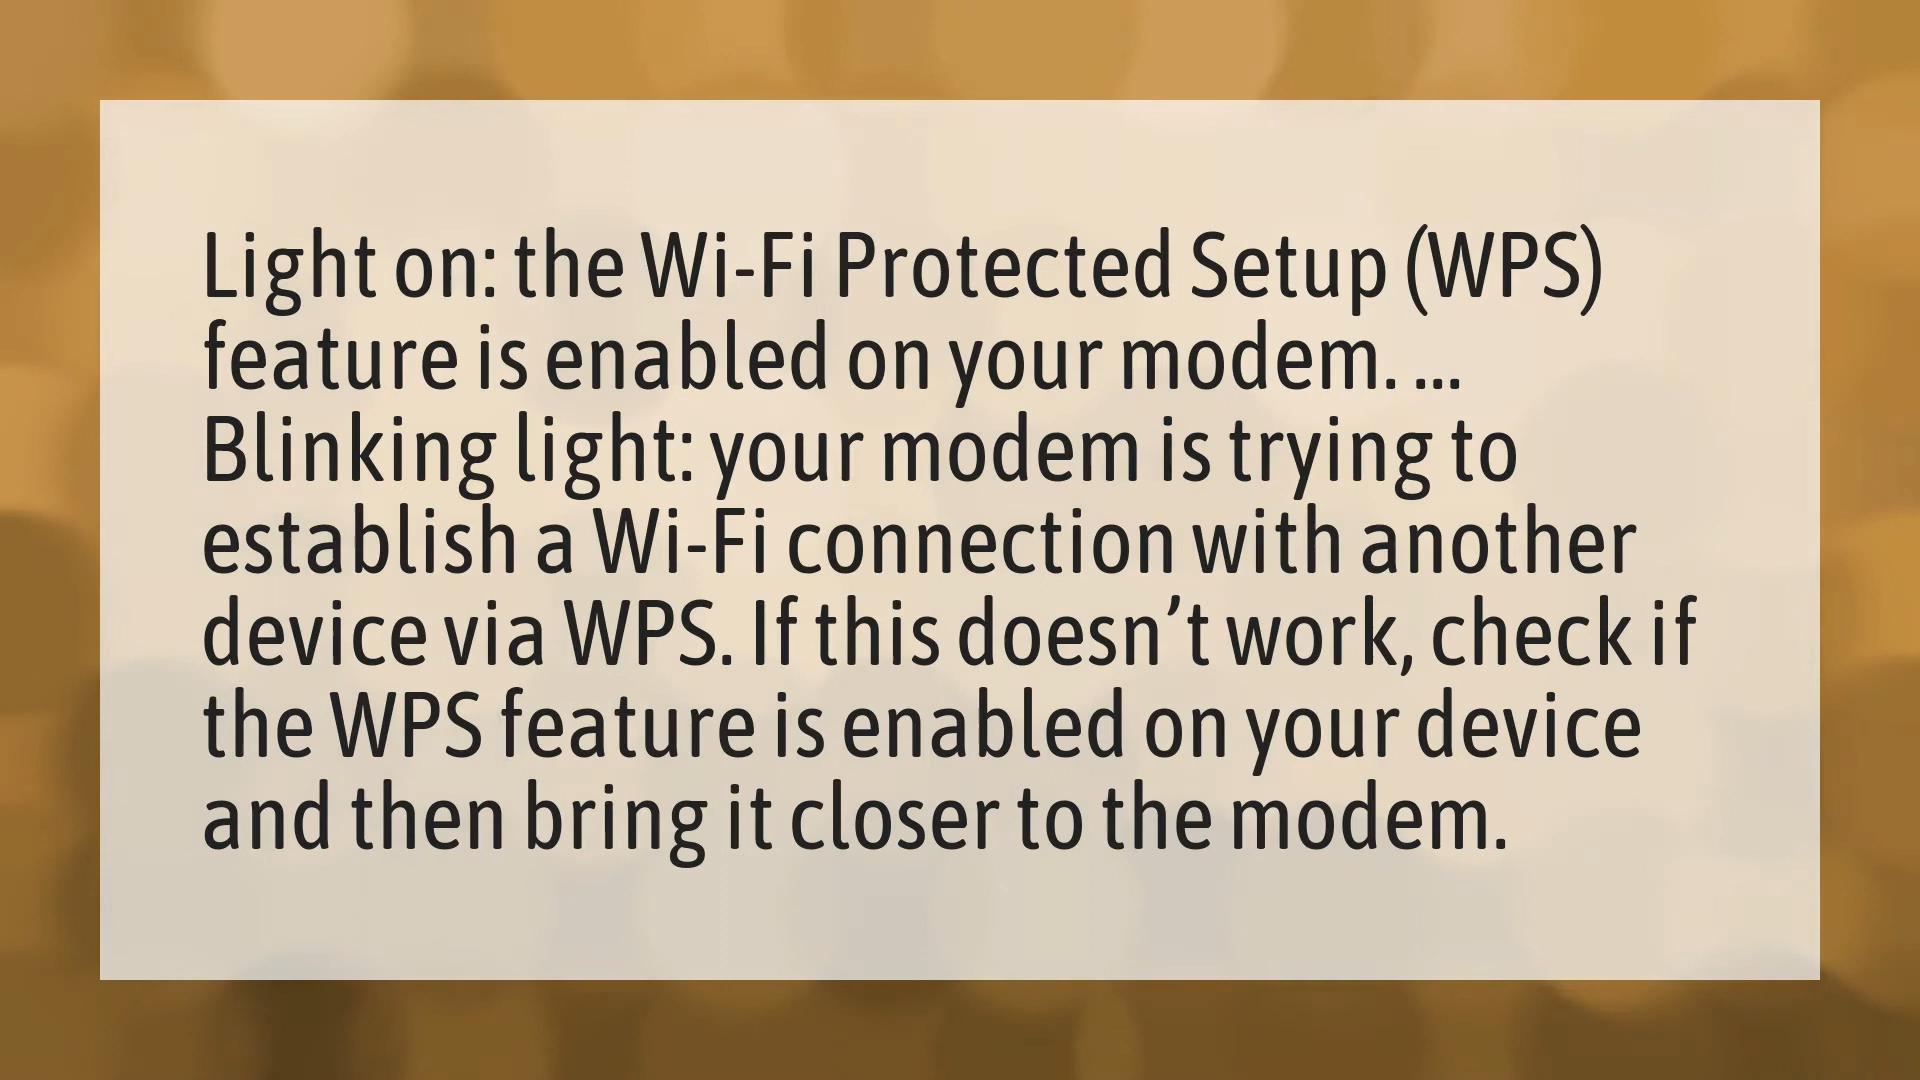 Light on: the Wi-Fi Protected Setup (WPS)
feature is enabled on your modem. ...
Blinking light: your modem is trying to
establish a Wi-Fi connection with another
device via WPS. If this doesn’t work, check if
the WPS feature is enabled on your device
and then bring it closer to the modem.